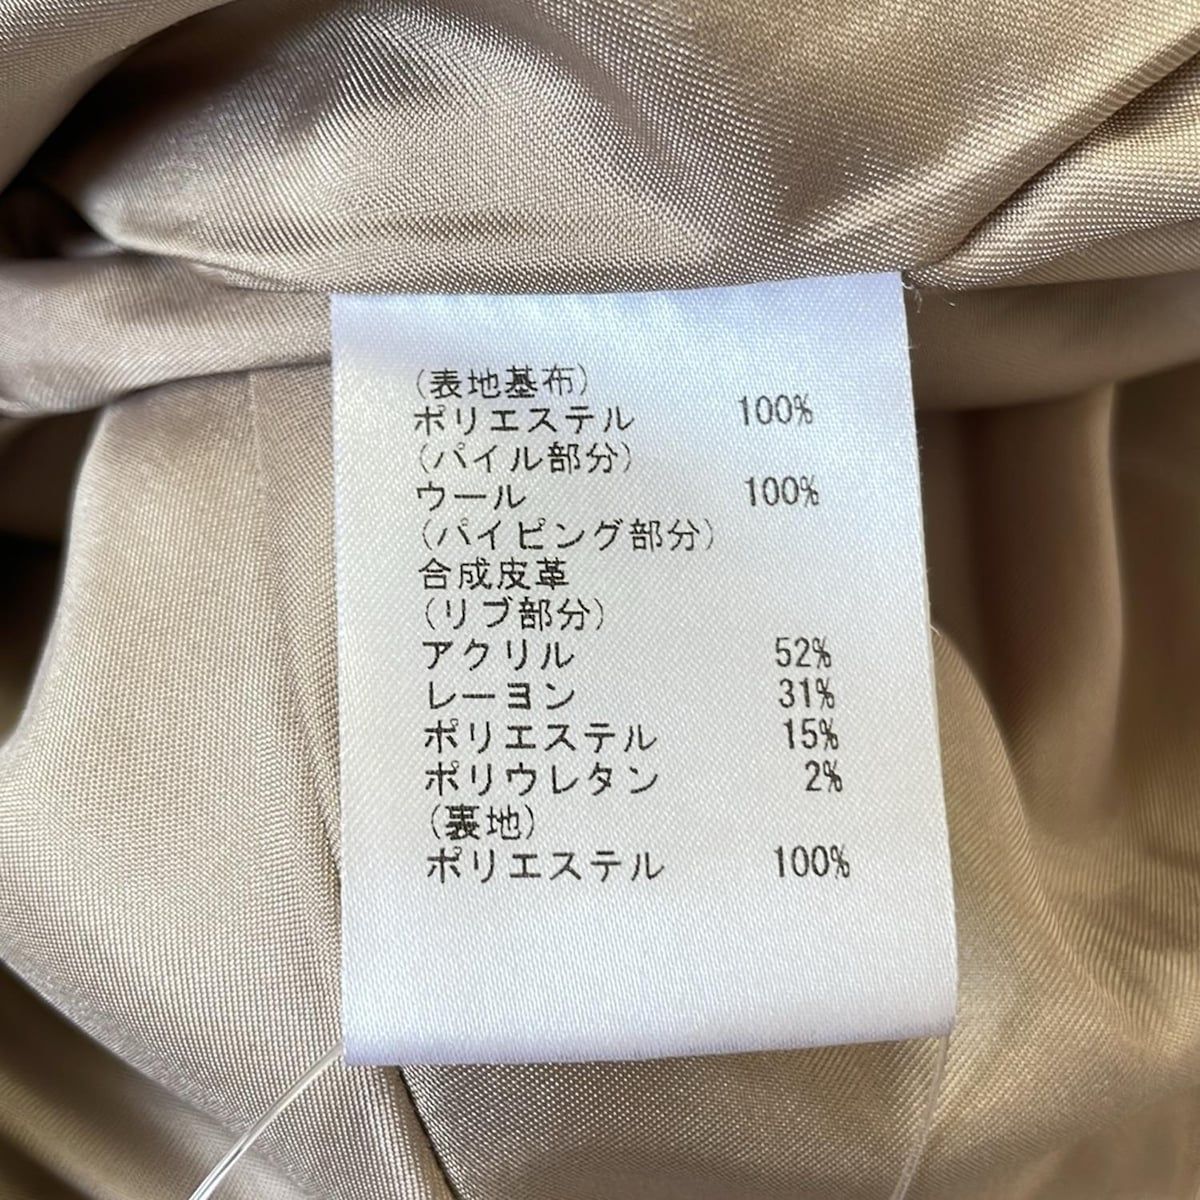 (表地基布)
ポリエステル 100%
(パイル部分)
ウール 100%
(パイピング部分)
合成皮革
(リブ部分)
アクリル 52%
レーヨン 31%
ポリエステル 15%
ポリウレタン 2%
(裏地)
ポリエステル 100%